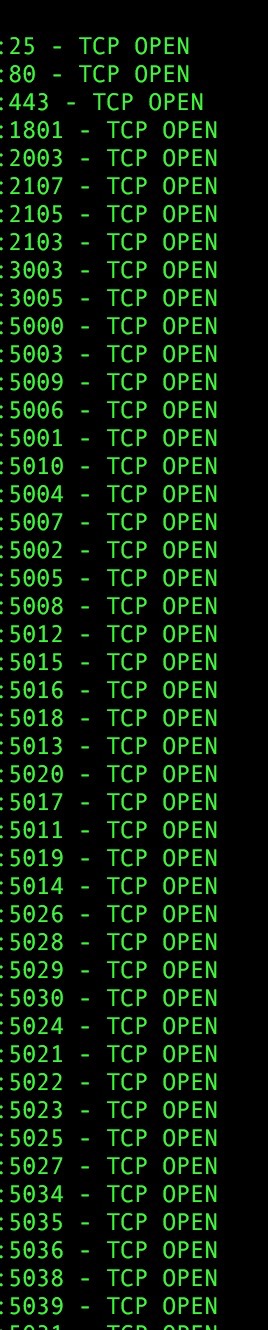 :25 - TCP OPEN
:80 - TCP OPEN
:443 - TCP OPEN
:1801 - TCP OPEN
:2003 - TCP OPEN
:2107 - TCP OPEN
:2105 - TCP OPEN
:2103 - TCP OPEN
:3003 - TCP OPEN
:3005 - TCP OPEN
:5000 - TCP OPEN
:5003 - TCP OPEN
:5009 - TCP OPEN
:5006 - TCP OPEN
:5001 - TCP OPEN
:5010 - TCP OPEN
:5004 - TCP OPEN
:5007 - TCP OPEN
:5002 - TCP OPEN
:5005 - TCP OPEN
:5008 - TCP OPEN
:5012 - TCP OPEN
:5015 - TCP OPEN
:5016 - TCP OPEN
:5018 - TCP OPEN
:5013 - TCP OPEN
:5020 - TCP OPEN
:5017 - TCP OPEN
:5011 - TCP OPEN
:5019 - TCP OPEN
:5014 - TCP OPEN
:5026 - TCP OPEN
:5028 - TCP OPEN
:5029 - TCP OPEN
:5030 - TCP OPEN
:5024 - TCP OPEN
:5021 - TCP OPEN
:5022 - TCP OPEN
:5023 - TCP OPEN
:5025 - TCP OPEN
:5027 - TCP OPEN
:5034 - TCP OPEN
:5035 - TCP OPEN
:5036 - TCP OPEN
:5038 - TCP OPEN
:5039 - TCP OPEN
:5031 - TCP OPEN